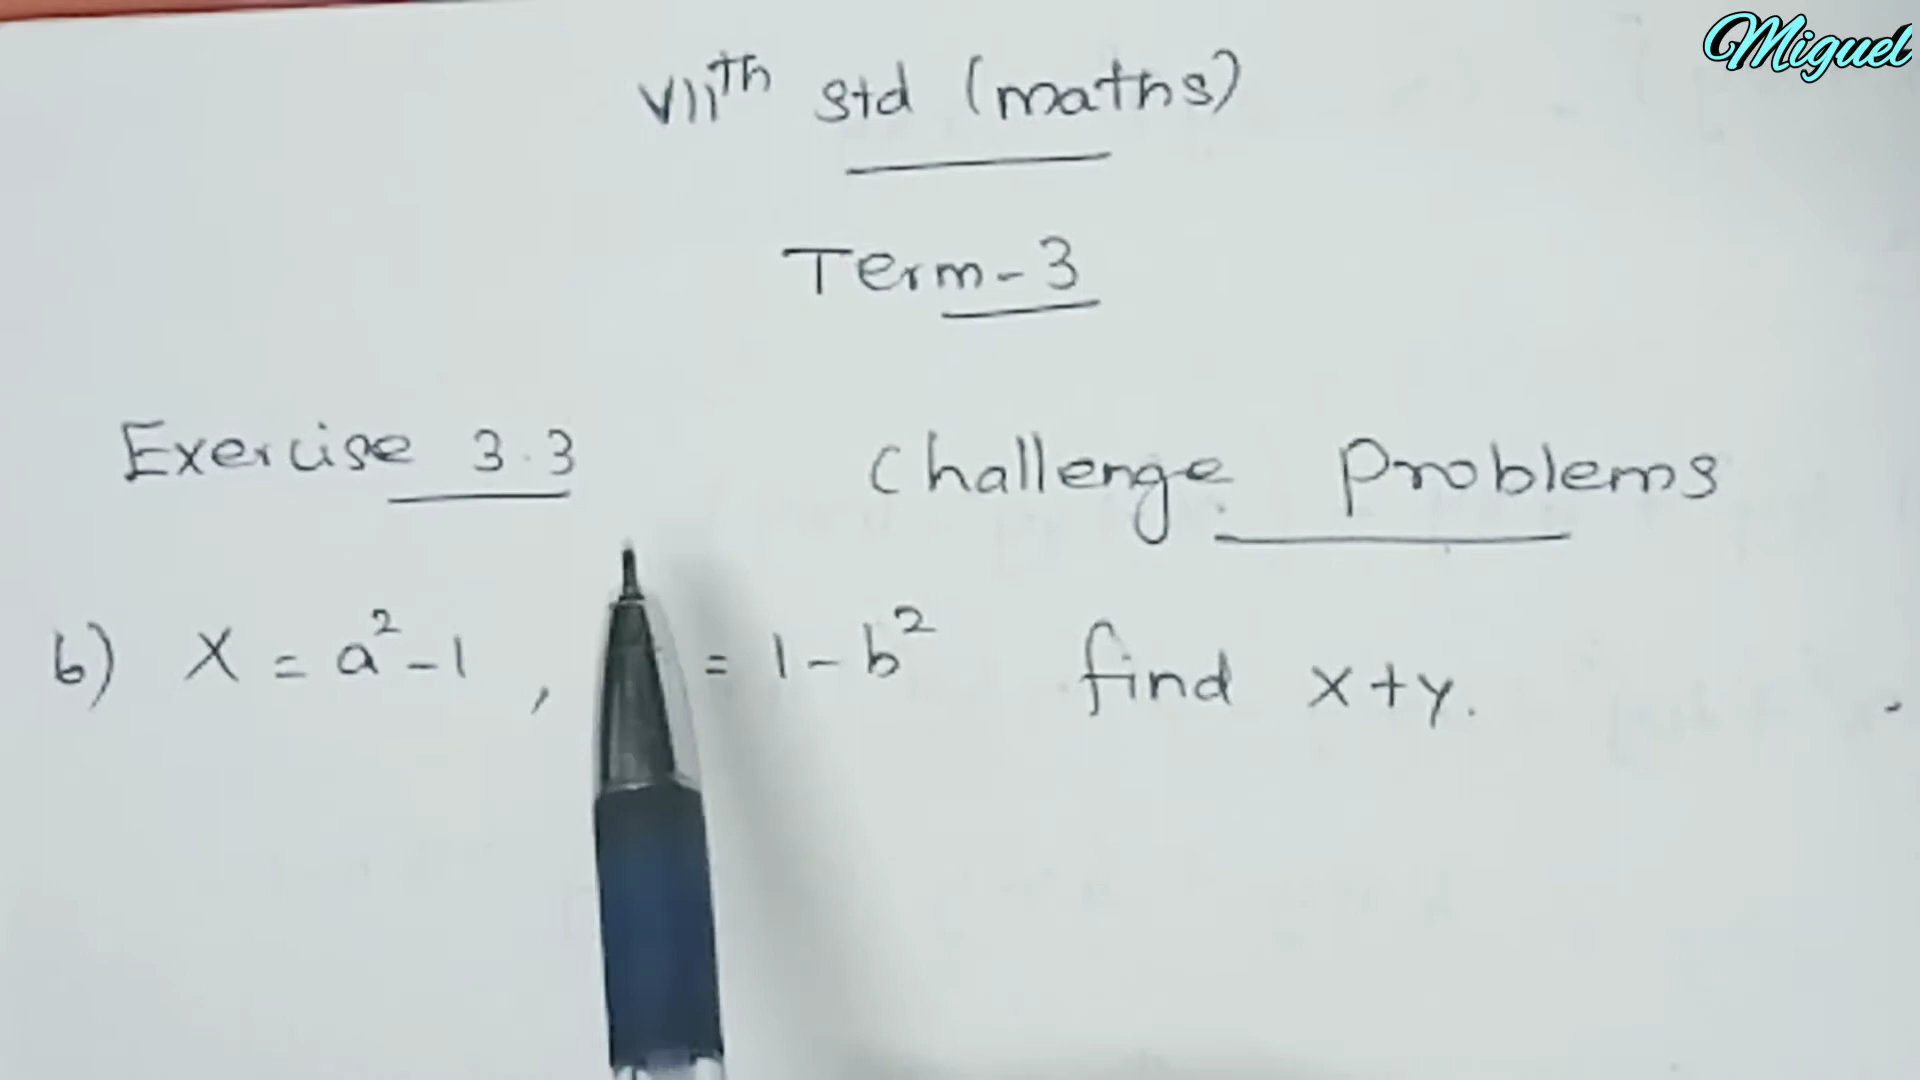 Miguel
VIIth std (maths)
Term-3
Exercise 3.3 Challenge Problems
6) x = a²-1 , = 1-b² find x+y.